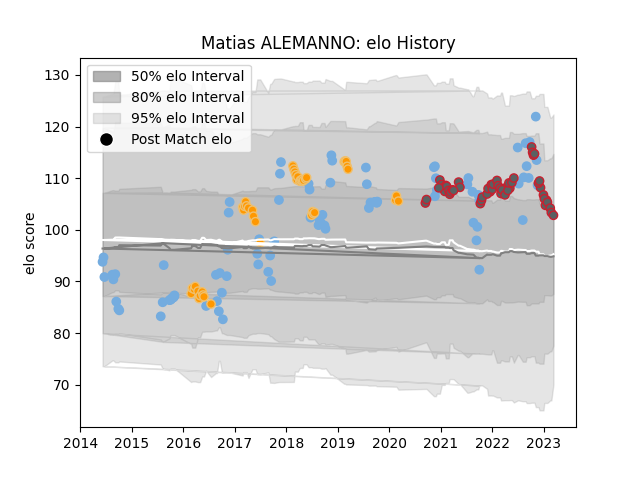 Matias ALEMANNO: elo History
50% elo Interval
80% elo Interval
95% elo Interval
Post Match elo
elo score
130
120
110
100
90
80
70
2014 2015 2016 2017 2018 2019 2020 2021 2022 2023